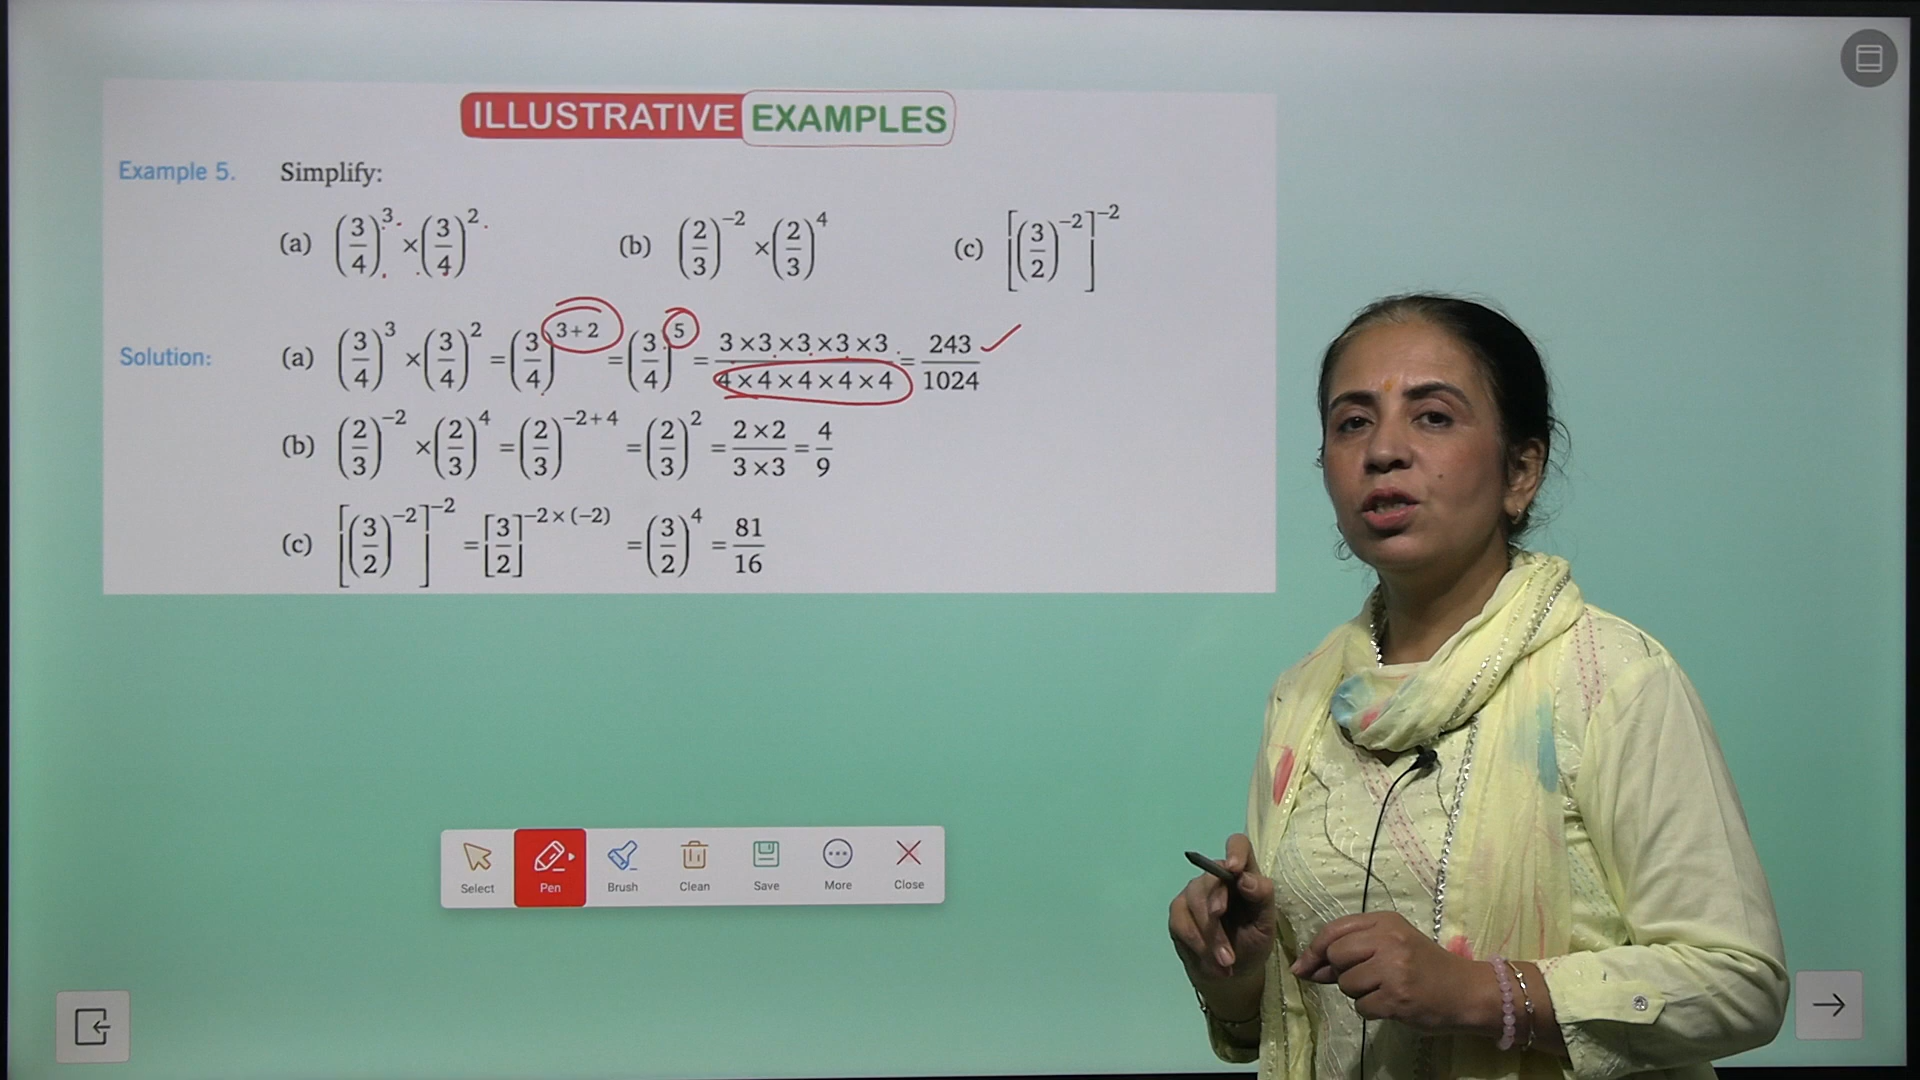 ILLUSTRATIVE EXAMPLES
Example 5. Simplify:
(a) (3/4)³ × (3/4)² (b) (2/3)⁻² × (2/3)⁴ (c) [(3/2)⁻²]⁻²
Solution: (a) (3/4)³ × (3/4)² = (3/4)³⁺² = (3/4)⁵ = 3×3×3×3×3/4×4×4×4×4 = 243/1024
(b) (2/3)⁻² × (2/3)⁴ = (2/3)⁻²⁺⁴ = (2/3)² = 2×2/3×3 = 4/9
(c) [(3/2)⁻²]⁻² = [3/2]⁻²ˣ⁽⁻²⁾ = (3/2)⁴ = 81/16
Select Pen Brush Clean Save More Close